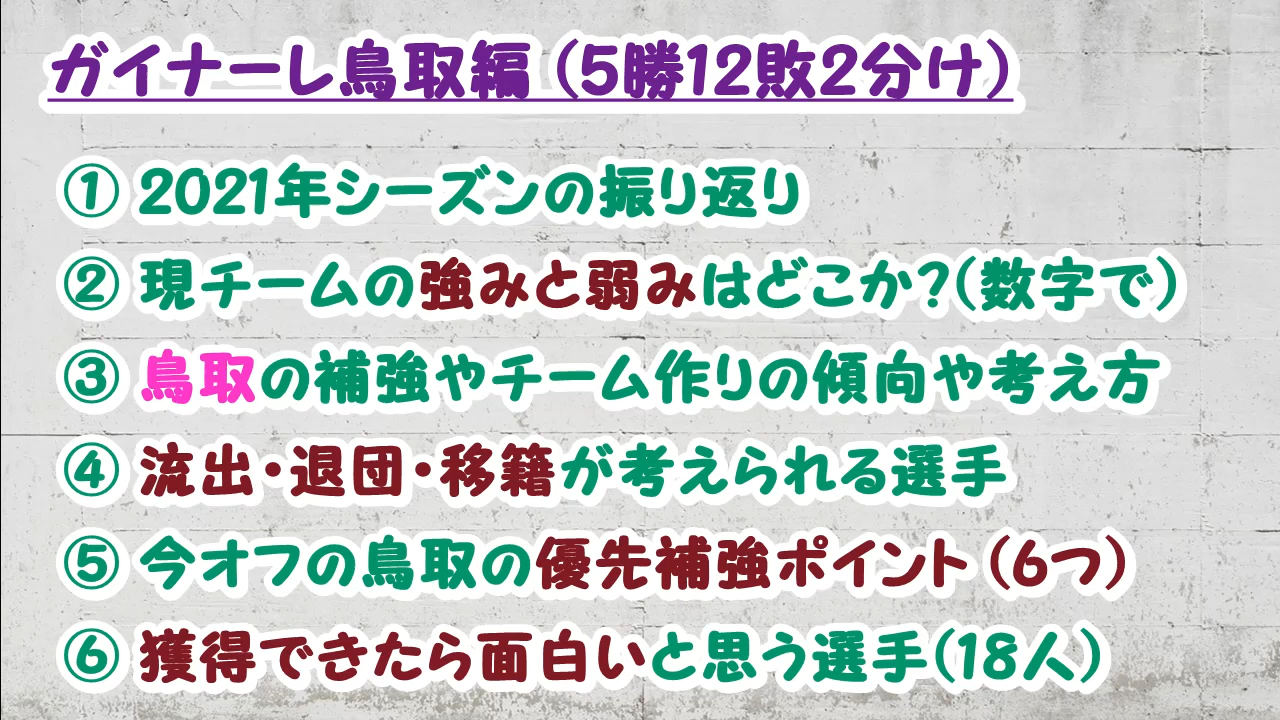 ガイナーレ鳥取編（5勝12敗2分け）
① 2021年シーズンの振り返り
② 現チームの強みと弱みはどこか?(数字で)
③ 鳥取の補強やチーム作りの傾向や考え方
④ 流出・退団・移籍が考えられる選手
⑤ 今オフの鳥取の優先補強ポイント（6つ）
⑥ 獲得できたら面白いと思う選手(18人)